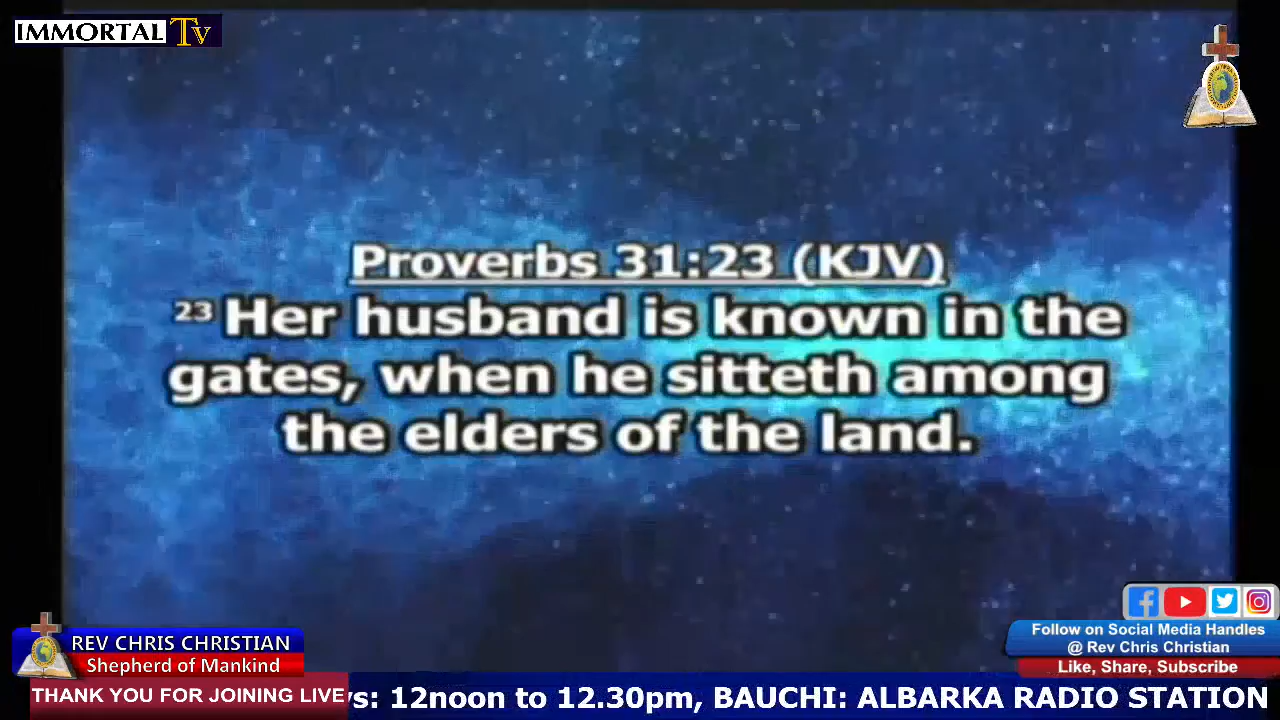 IMMORTAL Tv
Proverbs 31:23 (KJV)
23 Her husband is known in the
gates, when he sitteth among
the elders of the land.
REV CHRIS CHRISTIAN
Shepherd of Mankind
Follow on Social Media Handles
@ Rev Chris Christian
Like, Share, Subscribe
THANK YOU FOR JOINING LIVE
s: 12noon to 12.30pm, BAUCHI: ALBARKA RADIO STATION